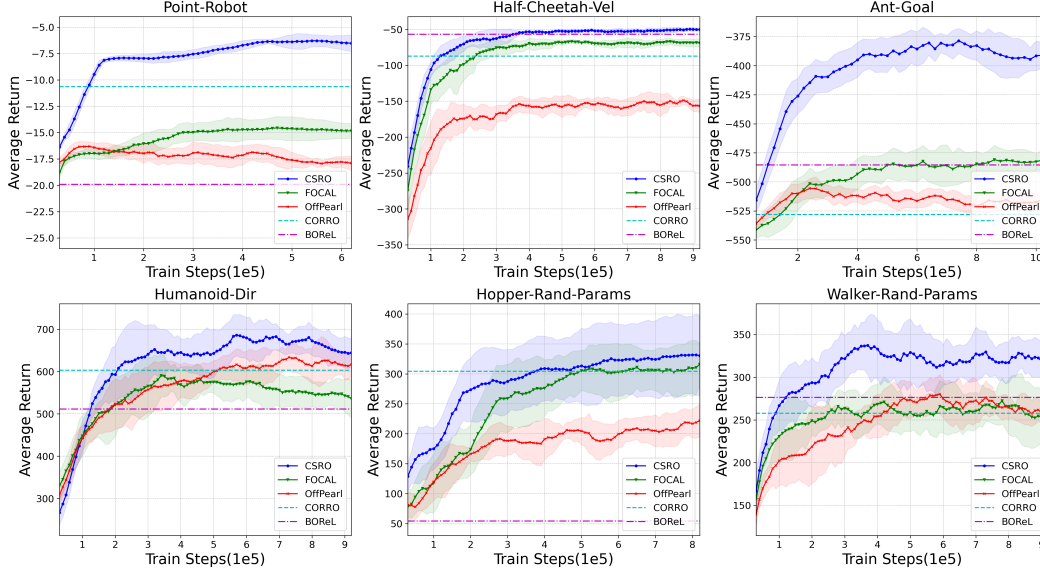 Point-Robot
Average Return
−5.0
−7.5
−10.0
−12.5
−15.0
−17.5
−20.0
−22.5
−25.0
CSRO
FOCAL
OffPearl
CORRO
BOReL
1 2 3 4 5 6
Train Steps(1e5)
Half-Cheetah-Vel
Average Return
−50
−100
−150
−200
−250
−300
−350
CSRO
FOCAL
OffPearl
CORRO
BOReL
1 2 3 4 5 6 7 8 9
Train Steps(1e5)
Ant-Goal
Average Return
−375
−400
−425
−450
−475
−500
−525
−550
CSRO
FOCAL
OffPearl
CORRO
BOReL
2 4 6 8 10
Train Steps(1e5)
Humanoid-Dir
Average Return
700
600
500
400
300
CSRO
FOCAL
OffPearl
CORRO
BOReL
1 2 3 4 5 6 7 8 9
Train Steps(1e5)
Hopper-Rand-Params
Average Return
400
350
300
250
200
150
100
50
CSRO
FOCAL
OffPearl
CORRO
BOReL
1 2 3 4 5 6 7 8
Train Steps(1e5)
Walker-Rand-Params
Average Return
350
300
250
200
150
CSRO
FOCAL
OffPearl
CORRO
BOReL
1 2 3 4 5 6 7 8 9
Train Steps(1e5)